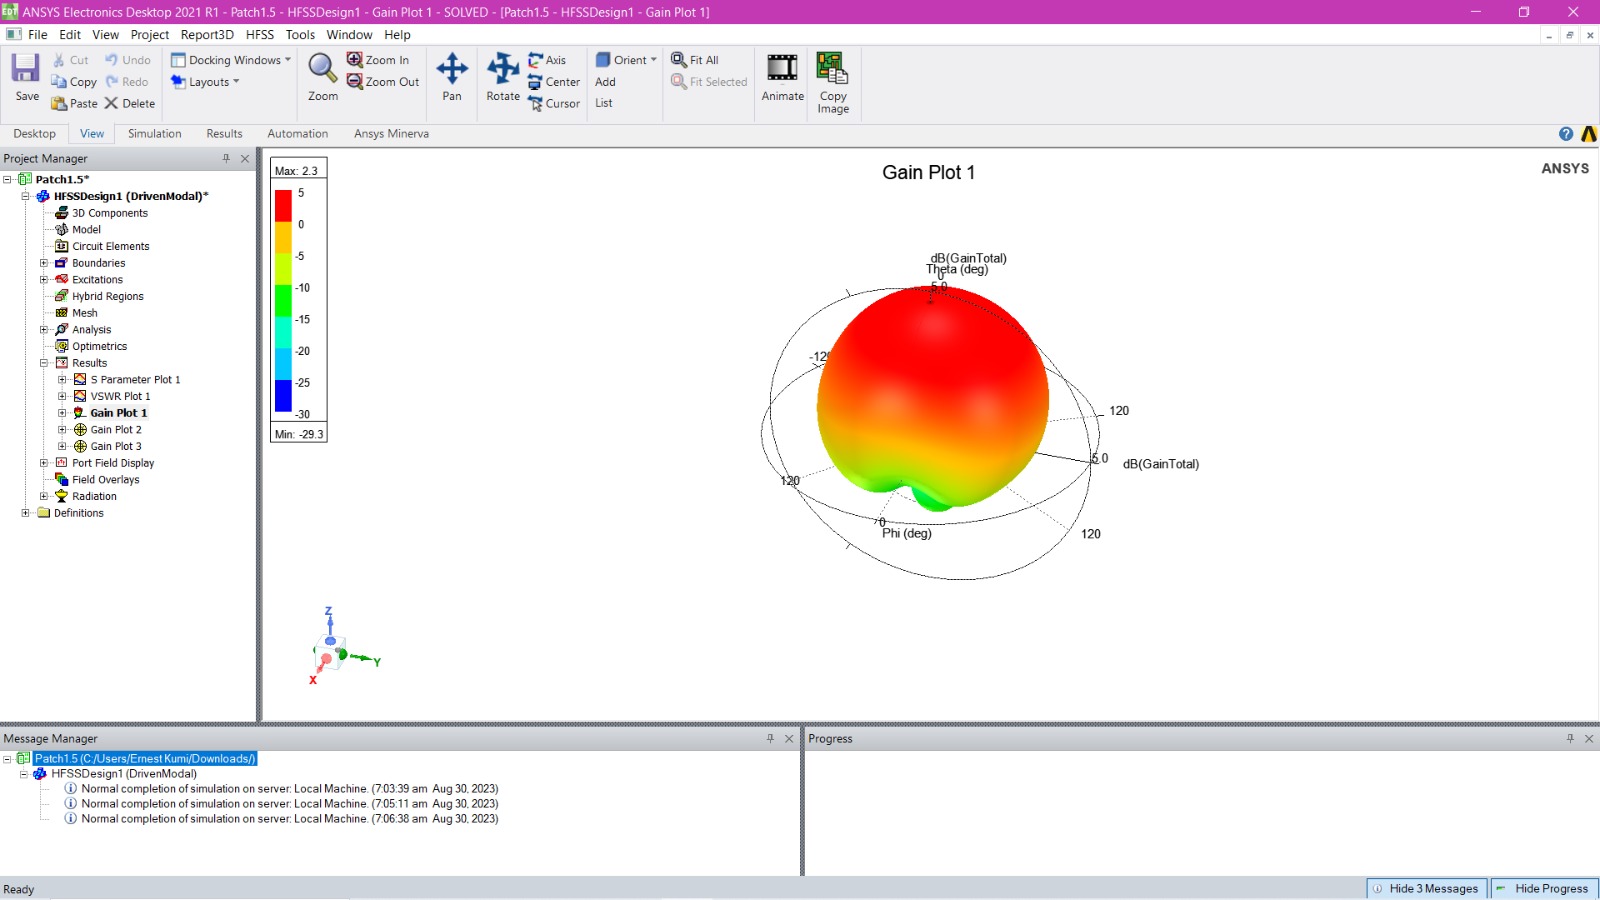 ANSYS Electronics Desktop 2021 R1 - Patch1.5 - HFSSDesign1 - Gain Plot 1 - SOLVED - [Patch1.5 - HFSSDesign1 - Gain Plot 1]
File Edit View Project Report3D HFSS Tools Window Help
Save
Cut
Copy
Paste
Undo
Redo
Delete
Docking Windows
Layouts
Zoom
Zoom In
Zoom Out
Pan
Rotate
Axis
Center
Cursor
Orient
Add
List
Fit All
Fit Selected
Animate
Copy
Image
Desktop View Simulation Results Automation Ansys Minerva
Project Manager
Patch1.5*
HFSSDesign1 (DrivenModal)*
3D Components
Model
Circuit Elements
Boundaries
Excitations
Hybrid Regions
Mesh
Analysis
Optimetrics
Results
S Parameter Plot 1
VSWR Plot 1
Gain Plot 1
Gain Plot 2
Gain Plot 3
Port Field Display
Field Overlays
Radiation
Definitions
Max: 2.3
5
0
-5
-10
-15
-20
-25
-30
Min: -29.3
Gain Plot 1
ANSYS
dB(GainTotal)
Theta (deg)
0
5.0
-120
120
5.0 dB(GainTotal)
120
0
Phi (deg)
120
Z
Y
X
Message Manager
Patch1.5 (C:/Users/Ernest Kumi/Downloads/)
HFSSDesign1 (DrivenModal)
Normal completion of simulation on server: Local Machine. (7:03:39 am Aug 30, 2023)
Normal completion of simulation on server: Local Machine. (7:05:11 am Aug 30, 2023)
Normal completion of simulation on server: Local Machine. (7:06:38 am Aug 30, 2023)
Progress
Ready
Hide 3 Messages
Hide Progress